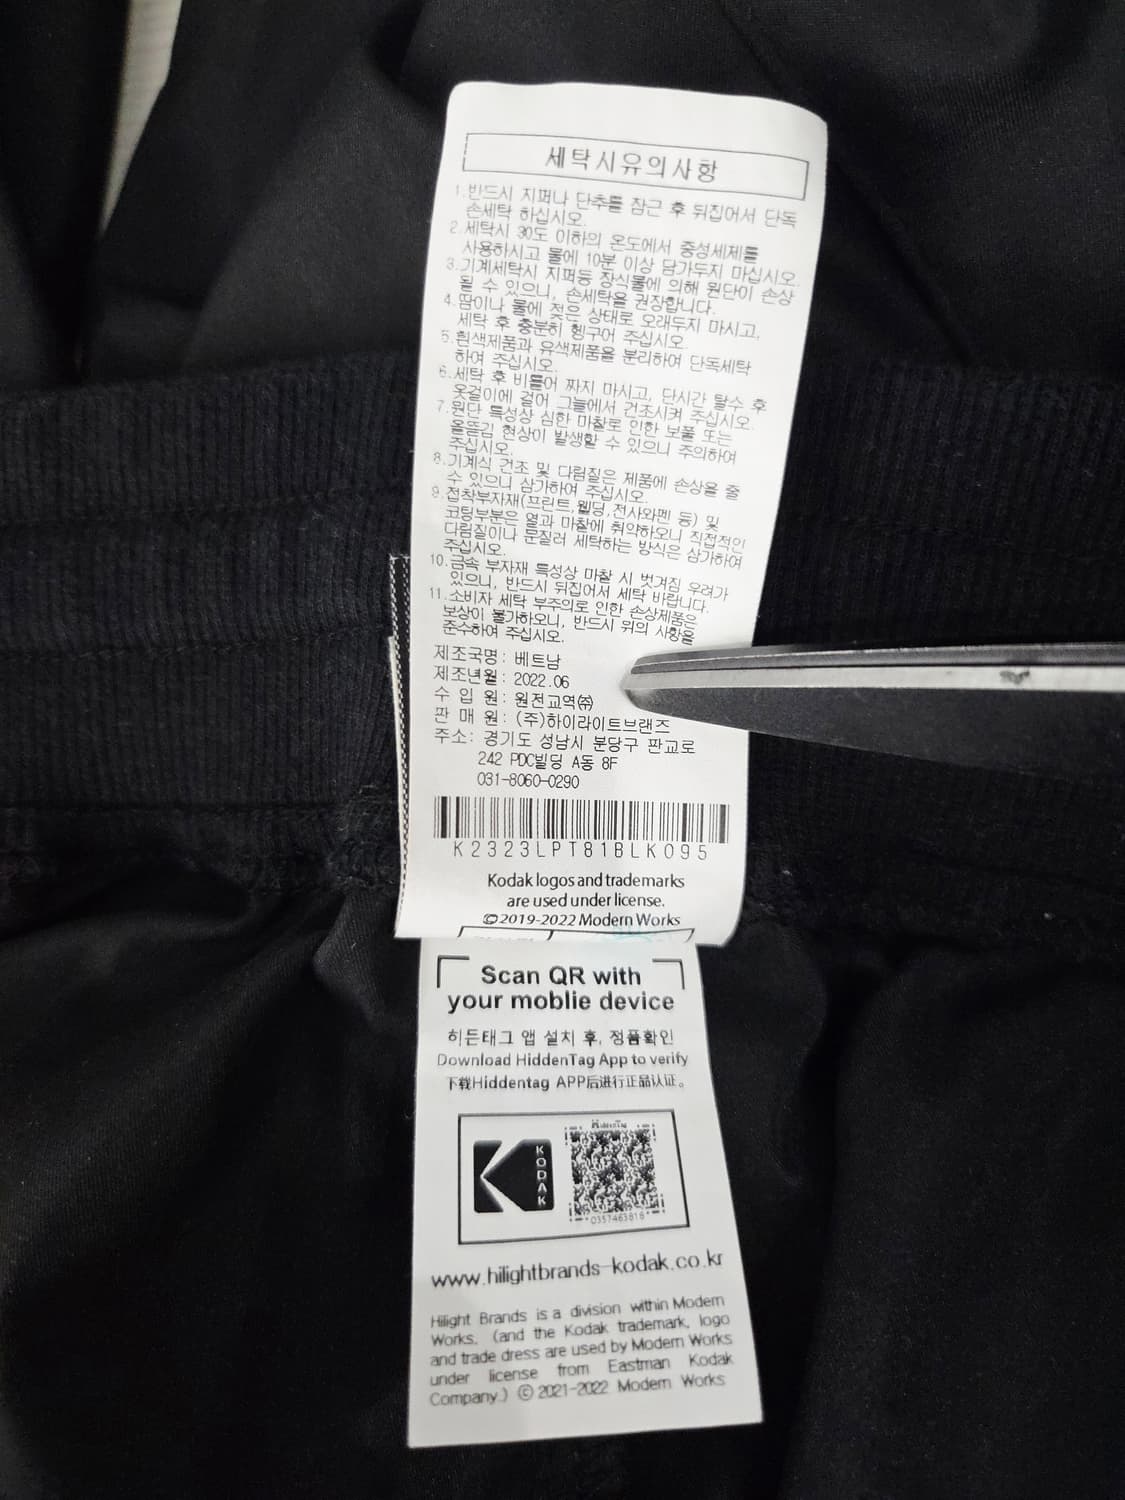 세탁시유의사항
1.반드시 지퍼나 단추를 잠근 후 뒤집어서 단독
손세탁 하십시오.
2.세탁시 30도 이하의 온도에서 중성세제를
사용하시고 물에 10분 이상 담가두지 마십시오.
3.기계세탁시 지퍼등 장식물에 의해 원단이 손상
될 수 있으니, 손세탁을 권장합니다.
4.땀이나 물에 젖은 상태로 오래두지 마시고,
세탁 후 충분히 헹구어 주십시오.
5.흰색제품과 유색제품을 분리하여 단독세탁
하여 주십시오.
6.세탁 후 비틀어 짜지 마시고, 단시간 탈수 후
옷걸이에 걸어 그늘에서 건조시켜 주십시오.
7.원단 특성상 심한 마찰로 인한 보풀 또는
올뜯김 현상이 발생할 수 있으니 주의하여
주십시오.
8.기계식 건조 및 다림질은 제품에 손상을 줄
수 있으니 삼가하여 주십시오.
9.접착부자재(프린트,웰딩,전사와펜 등) 및
코팅부분은 열과 마찰에 취약하오니 직접적인
다림질이나 문질러 세탁하는 방식은 삼가하여
주십시오.
10.금속 부자재 특성상 마찰 시 벗겨짐 우려가
있으니, 반드시 뒤집어서 세탁 바랍니다.
11.소비자 세탁 부주의로 인한 손상제품은
보상이 불가하오니, 반드시 위의 사항을
준수하여 주십시오.
제조국명: 베트남
제조년월: 2022.06
수 입 원: 원전교역㈜
판 매 원: (주)하이라이트브랜즈
주소: 경기도 성남시 분당구 판교로
242 PDC빌딩 A동 8F
031-8060-0290
K2323LPT81BLK095
Kodak logos and trademarks
are used under license.
©2019-2022 Modern Works
Scan QR with
your moblie device
히든태그 앱 설치 후, 정품확인
Download HiddenTag App to verify
下载Hiddentag APP后进行正品认证。
HiddenTag
KODAK
0357463816
www.hilightbrands-kodak.co.kr
Hilight Brands is a division within Modern
Works. (and the Kodak trademark, logo
and trade dress are used by Modern Works
under license from Eastman Kodak
Company.) © 2021-2022 Modern Works